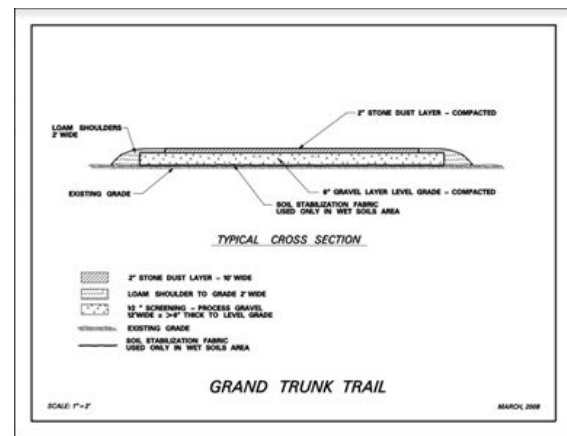 2" STONE DUST LAYER - COMPACTED
LOAM SHOULDERS
2' WIDE
EXISTING GRADE
6" GRAVEL LAYER LEVEL GRADE - COMPACTED
SOIL STABILIZATION FABRIC
USED ONLY IN WET SOILS AREA
TYPICAL CROSS SECTION
2" STONE DUST LAYER - 10' WIDE
LOAM SHOULDER TO GRADE 2' WIDE
SCREENING - PROCESS GRAVEL
12'WIDE x >-6" THICK TO LEVEL GRADE
EXISTING GRADE
SOIL STABILIZATION FABRIC
USED ONLY IN WET SOILS AREA
GRAND TRUNK TRAIL
SCALE: 1"=2'
MARCH, 2008